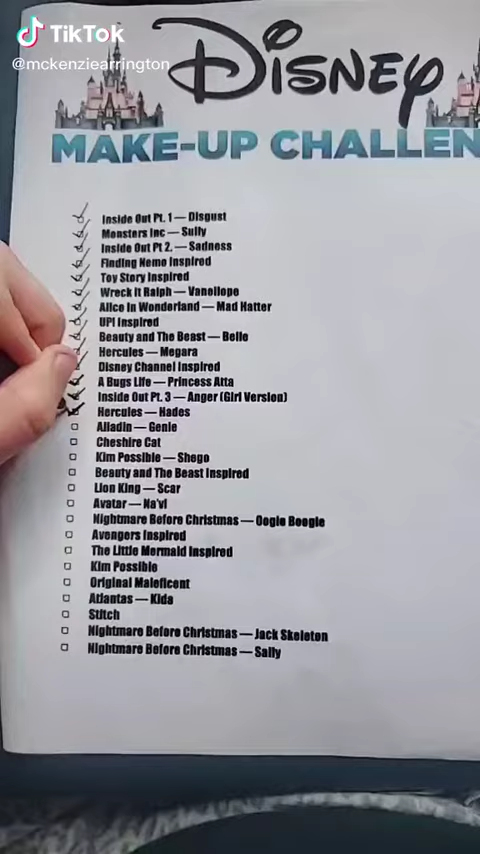 TikTok
@mckenziearrington
Disney
MAKE-UP CHALLEN
Inside Out Pt. 1 — Disgust
Monsters Inc — Sully
Inside Out Pt 2. — Sadness
Finding Nemo Inspired
Toy Story Inspired
Wreck It Ralph — Vanellope
Alice in Wonderland — Mad Hatter
UP! Inspired
Beauty and The Beast — Belle
Hercules — Megara
Disney Channel Inspired
A Bugs Life — Princess Atta
Inside Out Pt. 3 — Anger (Girl Version)
Hercules — Hades
Alladin — Genie
Cheshire Cat
Kim Possible — Shego
Beauty and The Beast Inspired
Lion King — Scar
Avatar — Na'vi
Nightmare Before Christmas — Oogie Boogie
Avengers Inspired
The Little Mermaid Inspired
Kim Possible
Original Maleficent
Atlantas — Kida
Stitch
Nightmare Before Christmas — Jack Skeleton
Nightmare Before Christmas — Sally